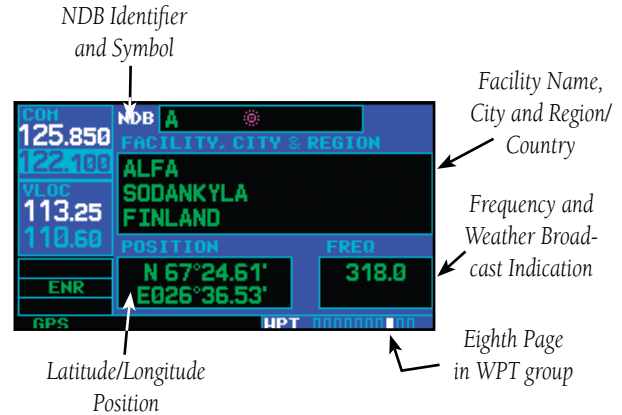 NDB Identifier
and Symbol
Facility Name,
City and Region/
Country
COM
125.850
122.100
VLOC
113.25
110.60
ENR
GPS
NDB A
FACILITY, CITY & REGION
ALFA
SODANKYLA
FINLAND
POSITION
N 67°24.61'
E026°36.53'
FREQ
318.0
WPT
Frequency and
Weather Broad-
cast Indication
Latitude/Longitude
Position
Eighth Page
in WPT group